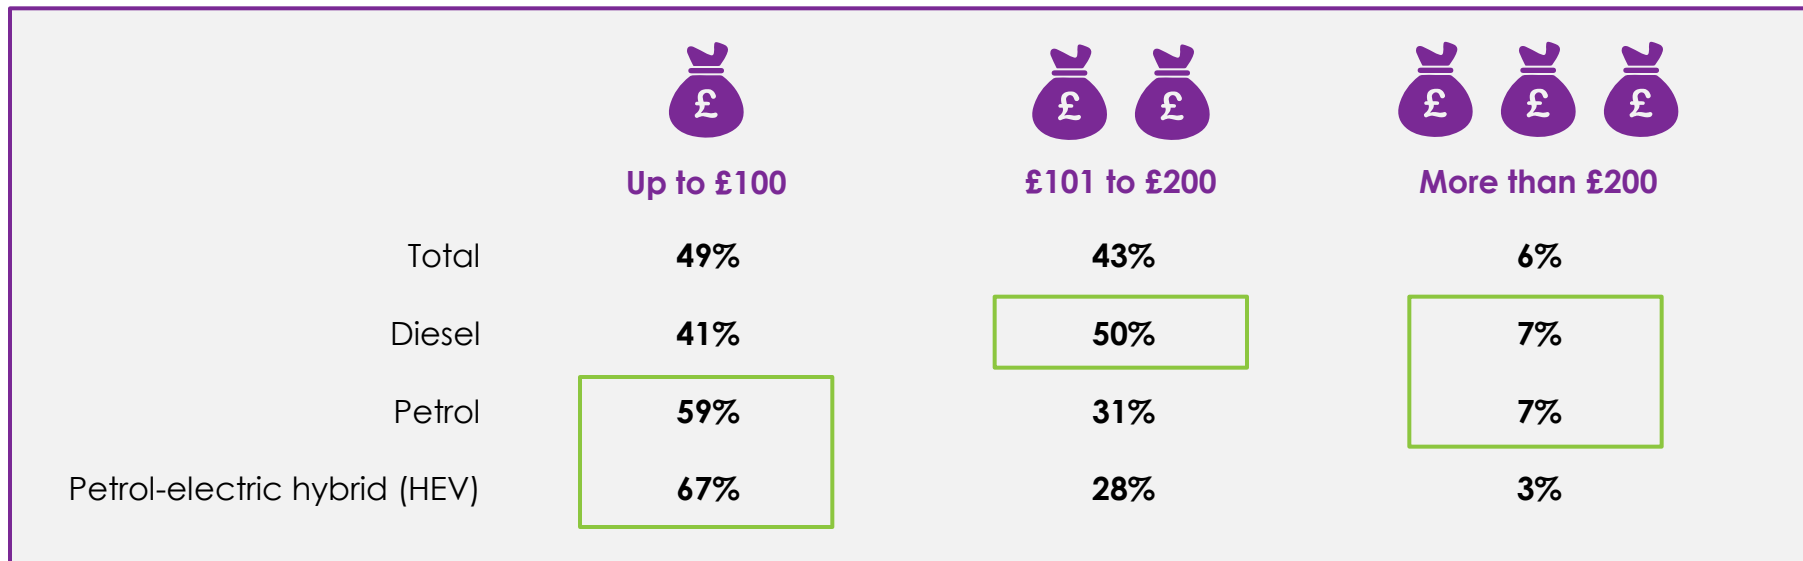 £ £ £ £ £ £
Up to £100 £101 to £200 More than £200
Total 49% 43% 6%
Diesel 41% 50% 7%
Petrol 59% 31% 7%
Petrol-electric hybrid (HEV) 67% 28% 3%